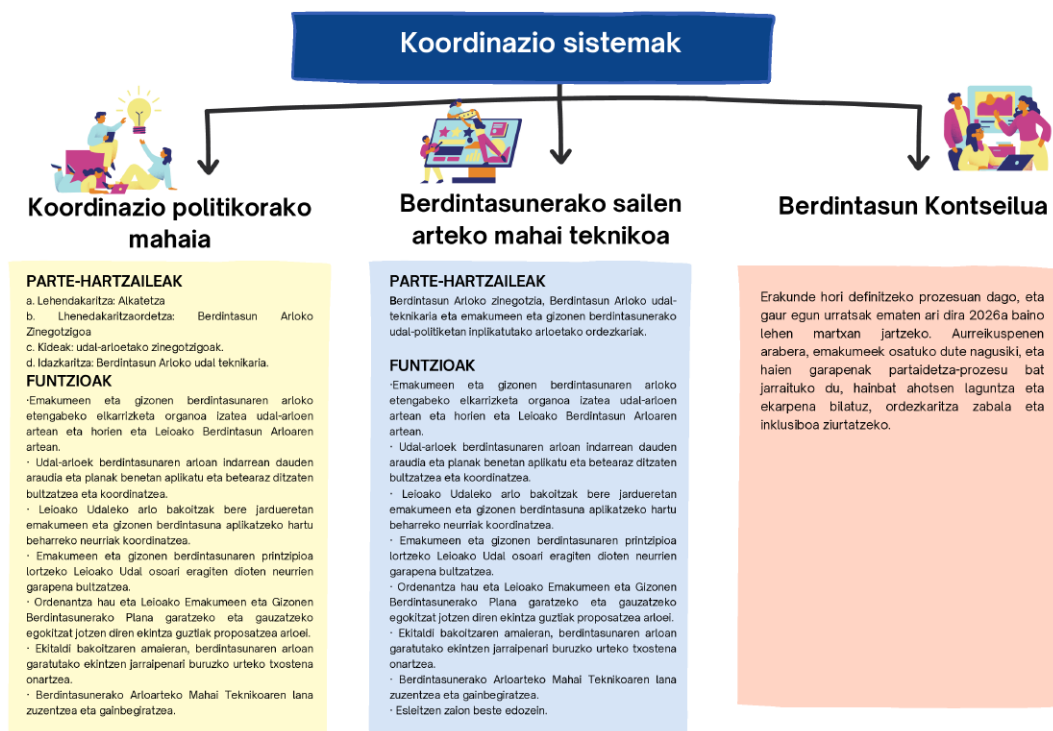 Koordinazio sistemak
Koordinazio politikorako
mahaia
PARTE-HARTZAILEAK
a. Lehendakaritza: Alkatetza
b. Lhenedakaritzaordetza: Berdintasun Arloko
Zinegotzigoa
c. Kideak: udal-arloetako zinegotzigoak.
d. Idazkaritza: Berdintasun Arloko udal teknikaria.
FUNTZIOAK
·Emakumeen eta gizonen berdintasunaren arloko
etengabeko elkarrizketa organoa izatea udal-arloen
artean eta horien eta Leioako Berdintasun Arloaren
artean.
· Udal-arloek berdintasunaren arloan indarrean dauden
araudia eta planak benetan aplikatu eta betearaz ditzaten
bultzatzea eta koordinatzea.
· Leioako Udaleko arlo bakoitzak bere jardueretan
emakumeen eta gizonen berdintasuna aplikatzeko hartu
beharreko neurriak koordinatzea.
· Emakumeen eta gizonen berdintasunaren printzipioa
lortzeko Leioako Udal osoari eragiten dioten neurrien
garapena bultzatzea.
· Ordenantza hau eta Leioako Emakumeen eta Gizonen
Berdintasunerako Plana garatzeko eta gauzatzeko
egokitzat jotzen diren ekintza guztiak proposatzea arloei.
· Ekitaldi bakoitzaren amaieran, berdintasunaren arloan
garatutako ekintzen jarraipenari buruzko urteko txostena
onartzea.
· Berdintasunerako Arloarteko Mahai Teknikoaren lana
zuzentzea eta gainbegiratzea.
Berdintasunerako sailen
arteko mahai teknikoa
PARTE-HARTZAILEAK
Berdintasun Arloko zinegotzia, Berdintasun Arloko udal-
teknikaria eta emakumeen eta gizonen berdintasunerako
udal-politiketan inplikatutako arloetako ordezkariak.
FUNTZIOAK
·Emakumeen eta gizonen berdintasunaren arloko
etengabeko elkarrizketa organoa izatea udal-arloen
artean eta horien eta Leioako Berdintasun Arloaren
artean.
· Udal-arloek berdintasunaren arloan indarrean dauden
araudia eta planak benetan aplikatu eta betearaz ditzaten
bultzatzea eta koordinatzea.
· Leioako Udaleko arlo bakoitzak bere jardueretan
emakumeen eta gizonen berdintasuna aplikatzeko hartu
beharreko neurriak koordinatzea.
· Emakumeen eta gizonen berdintasunaren printzipioa
lortzeko Leioako Udal osoari eragiten dioten neurrien
garapena bultzatzea.
· Ordenantza hau eta Leioako Emakumeen eta Gizonen
Berdintasunerako Plana garatzeko eta gauzatzeko
egokitzat jotzen diren ekintza guztiak proposatzea arloei.
· Ekitaldi bakoitzaren amaieran, berdintasunaren arloan
garatutako ekintzen jarraipenari buruzko urteko txostena
onartzea.
· Berdintasunerako Arloarteko Mahai Teknikoaren lana
zuzentzea eta gainbegiratzea.
· Esleitzen zaion beste edozein.
Berdintasun Kontseilua
Erakunde hori definitzeko prozesuan dago, eta
gaur egun urratsak ematen ari dira 2026a baino
lehen martxan jartzeko. Aurreikuspenen
arabera, emakumeek osatuko dute nagusiki, eta
haien garapenak partaidetza-prozesu bat
jarraituko du, hainbat ahotsen laguntza eta
ekarpena bilatuz, ordezkaritza zabala eta
inklusiboa ziurtatzeko.